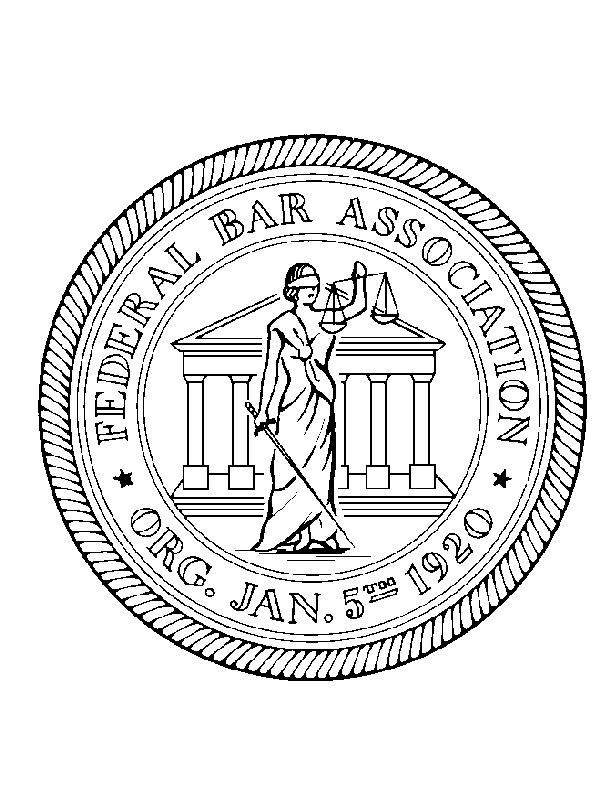 FEDERAL BAR ASSOCIATION
ORG. JAN. 5TH 1920